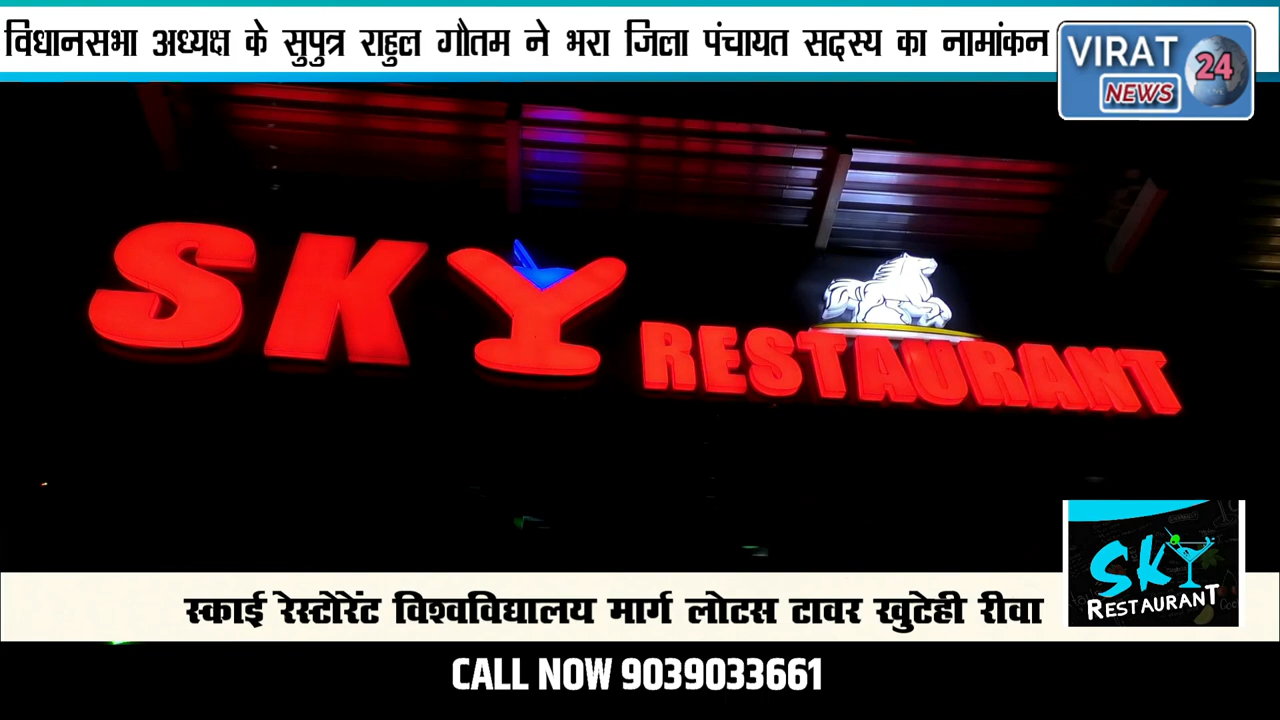 विधानसभा अध्यक्ष के सुपुत्र राहुल गौतम ने भरा जिला पंचायत सदस्य का नामांकन
VIRAT
24
NEWS
SKY
RESTAURANT
SKY
RESTAURANT
स्काई रेस्टोरेंट विश्वविद्यालय मार्ग लोटस टावर खुटेही रीवा
CALL NOW 9039033661